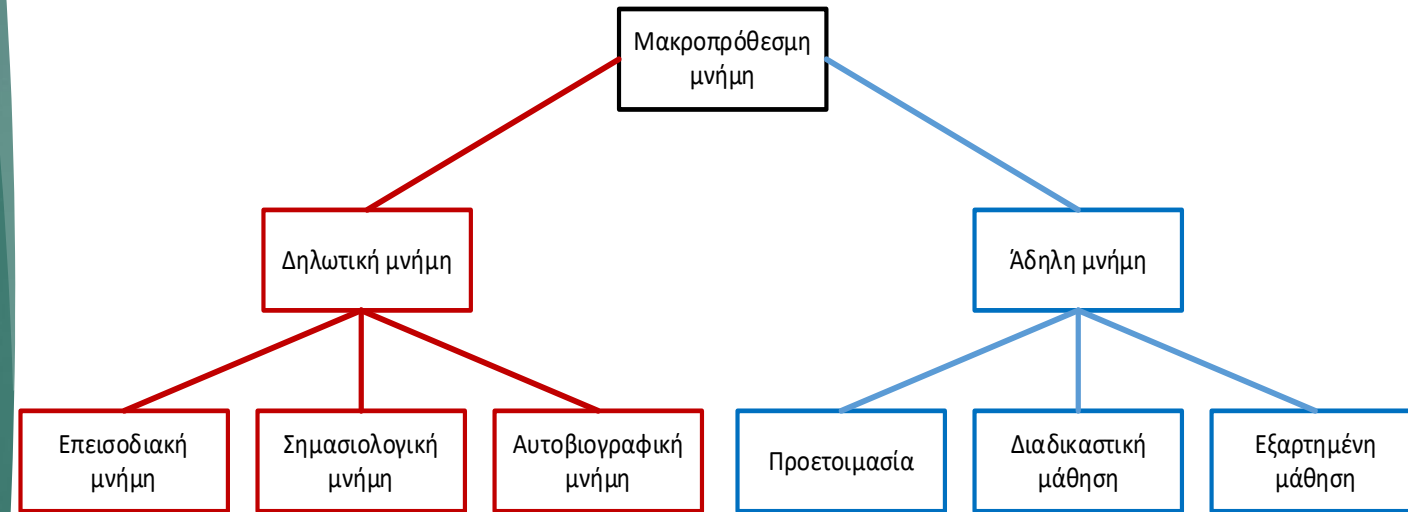 Μακροπρόθεσμη
μνήμη
Δηλωτική μνήμη
Άδηλη μνήμη
Επεισοδιακή
μνήμη
Σημασιολογική
μνήμη
Αυτοβιογραφική
μνήμη
Προετοιμασία
Διαδικαστική
μάθηση
Εξαρτημένη
μάθηση